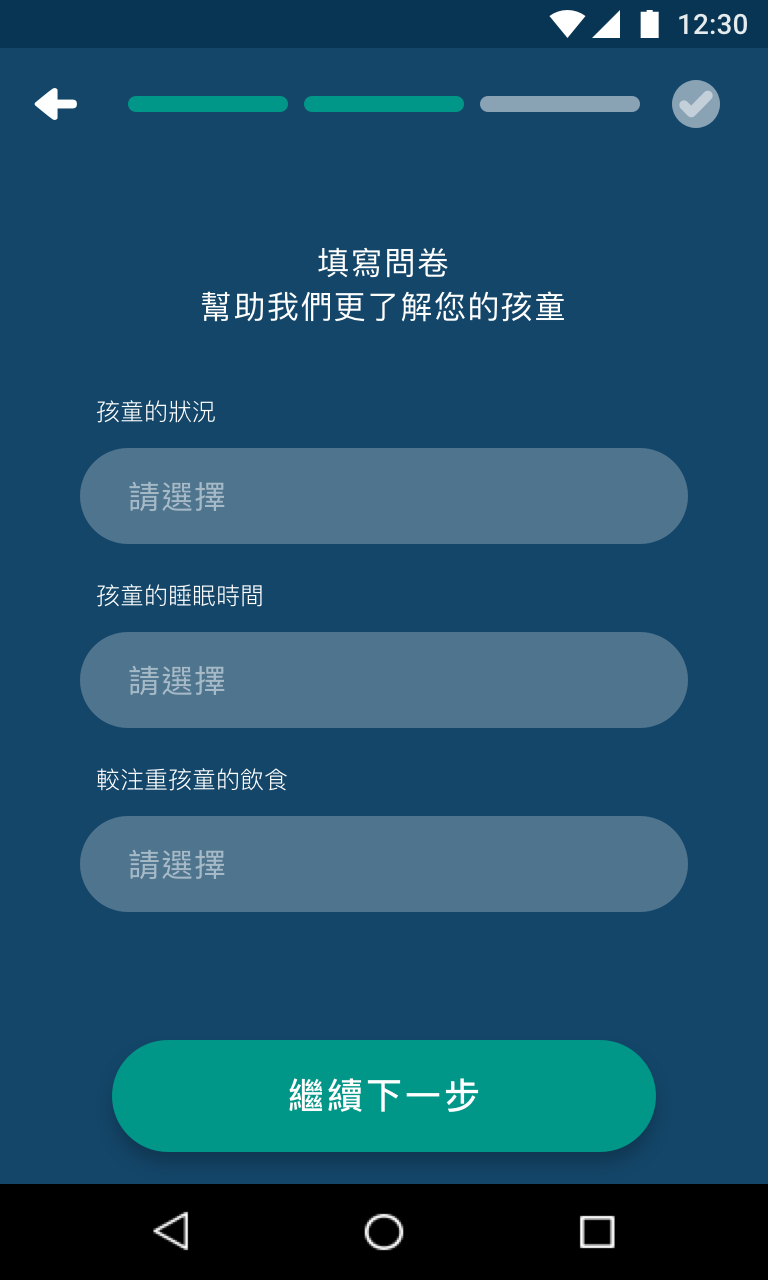 12:30
填寫問卷
幫助我們更了解您的孩童
孩童的狀況
請選擇
孩童的睡眠時間
請選擇
較注重孩童的飲食
請選擇
繼續下一步